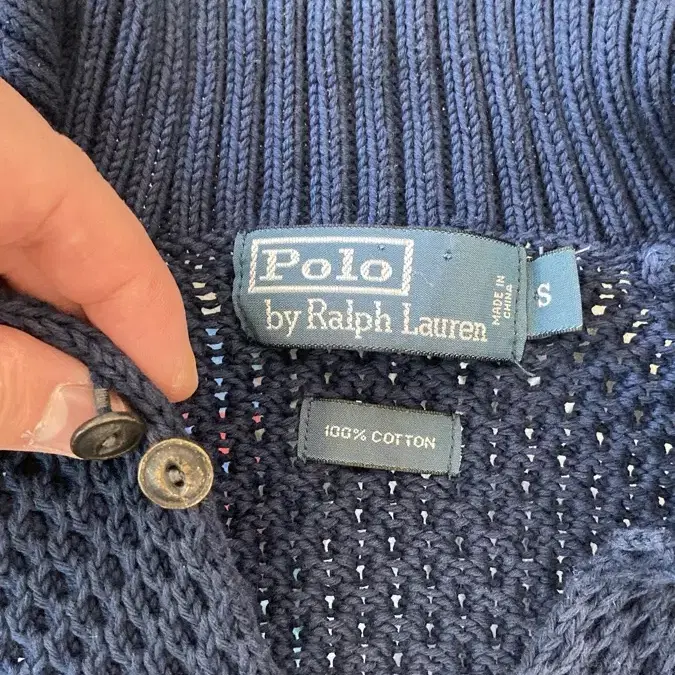 Polo
by Ralph Lauren
MADE IN
CHINA
S
100% COTTON